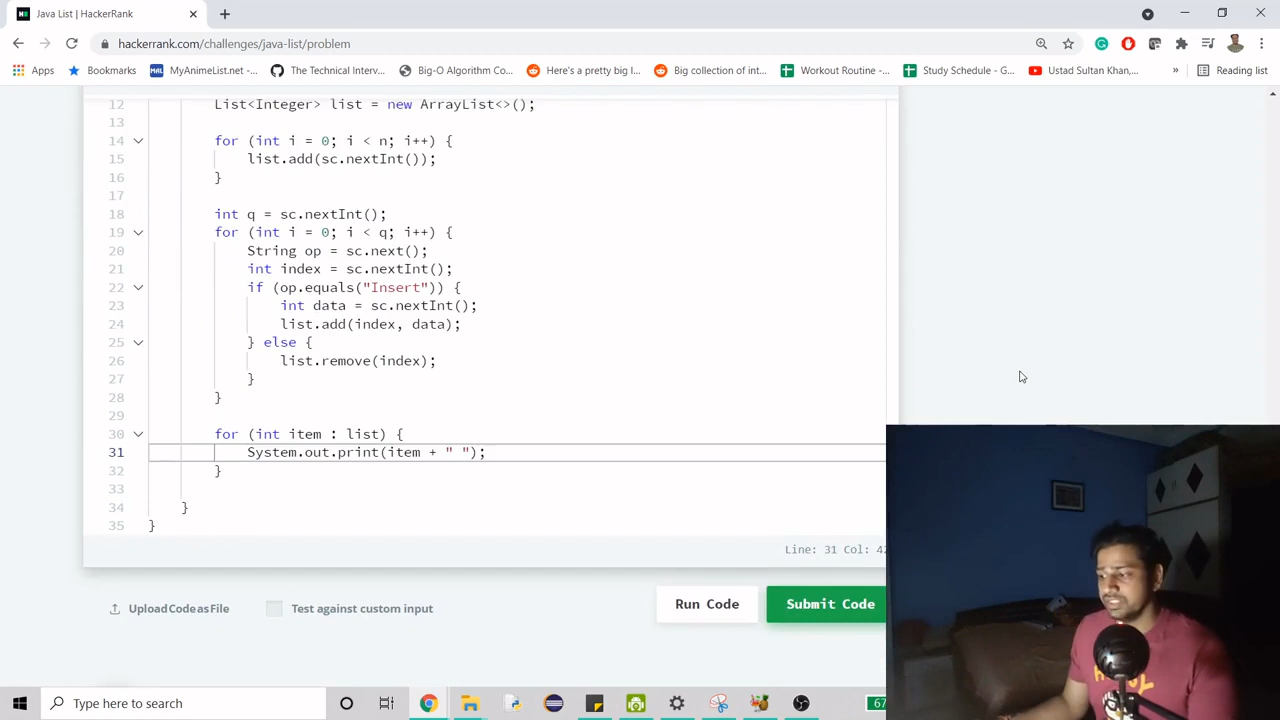 Java List | HackerRank
hackerrank.com/challenges/java-list/problem
Apps Bookmarks MyAnimeList.net -... The Technical Interv... Big-O Algorithm Co... Here's a pretty big l... Big collection of int... Workout Routine -... Study Schedule - G... Ustad Sultan Khan,... » Reading list
12 List<Integer> list = new ArrayList<>();
13
14 for (int i = 0; i < n; i++) {
15 list.add(sc.nextInt());
16 }
17
18 int q = sc.nextInt();
19 for (int i = 0; i < q; i++) {
20 String op = sc.next();
21 int index = sc.nextInt();
22 if (op.equals("Insert")) {
23 int data = sc.nextInt();
24 list.add(index, data);
25 } else {
26 list.remove(index);
27 }
28 }
29
30 for (int item : list) {
31 System.out.print(item + " ");
32 }
33
34 }
35 }
Line: 31 Col: 42
Upload Code as File Test against custom input Run Code Submit Code
Type here to search 67